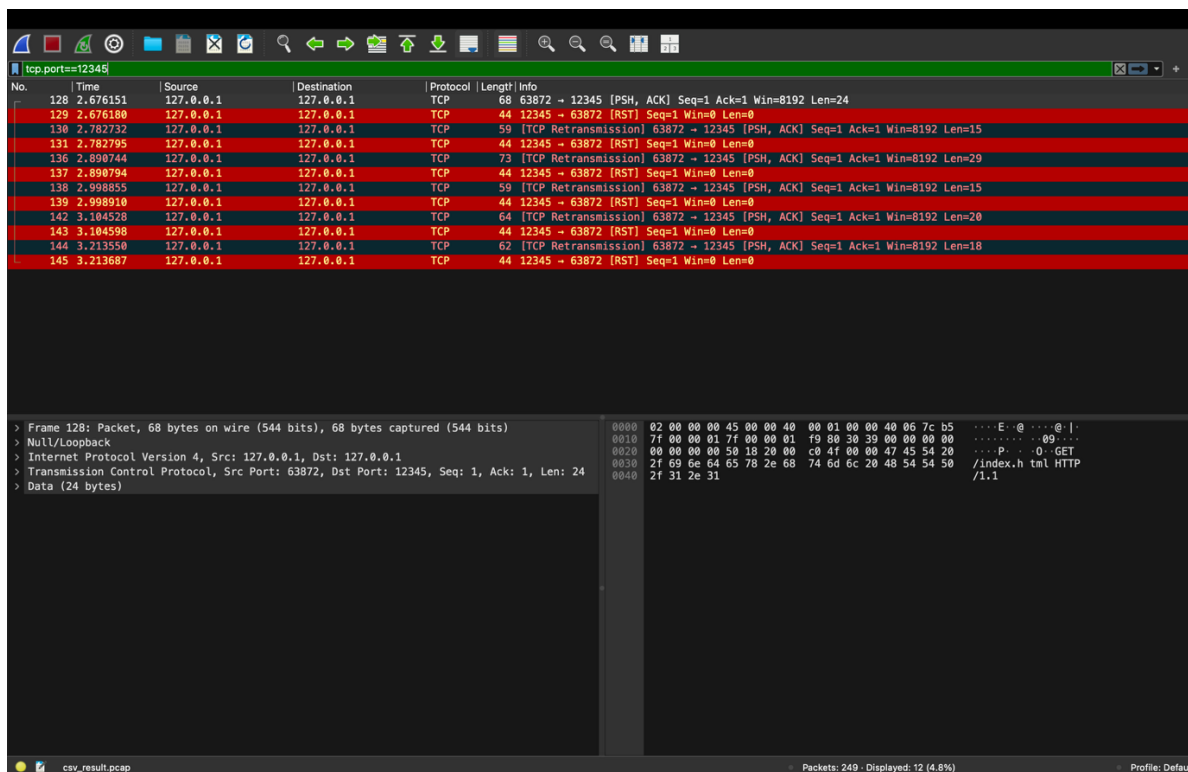 tcp.port==12345
No. Time Source Destination Protocol Length Info
128 2.676151 127.0.0.1 127.0.0.1 TCP 68 63872 → 12345 [PSH, ACK] Seq=1 Ack=1 Win=8192 Len=24
129 2.676180 127.0.0.1 127.0.0.1 TCP 44 12345 → 63872 [RST] Seq=1 Win=0 Len=0
130 2.782732 127.0.0.1 127.0.0.1 TCP 59 [TCP Retransmission] 63872 → 12345 [PSH, ACK] Seq=1 Ack=1 Win=8192 Len=15
131 2.782795 127.0.0.1 127.0.0.1 TCP 44 12345 → 63872 [RST] Seq=1 Win=0 Len=0
136 2.890744 127.0.0.1 127.0.0.1 TCP 73 [TCP Retransmission] 63872 → 12345 [PSH, ACK] Seq=1 Ack=1 Win=8192 Len=29
137 2.890794 127.0.0.1 127.0.0.1 TCP 44 12345 → 63872 [RST] Seq=1 Win=0 Len=0
138 2.998855 127.0.0.1 127.0.0.1 TCP 59 [TCP Retransmission] 63872 → 12345 [PSH, ACK] Seq=1 Ack=1 Win=8192 Len=15
139 2.998910 127.0.0.1 127.0.0.1 TCP 44 12345 → 63872 [RST] Seq=1 Win=0 Len=0
142 3.104528 127.0.0.1 127.0.0.1 TCP 64 [TCP Retransmission] 63872 → 12345 [PSH, ACK] Seq=1 Ack=1 Win=8192 Len=20
143 3.104598 127.0.0.1 127.0.0.1 TCP 44 12345 → 63872 [RST] Seq=1 Win=0 Len=0
144 3.213550 127.0.0.1 127.0.0.1 TCP 62 [TCP Retransmission] 63872 → 12345 [PSH, ACK] Seq=1 Ack=1 Win=8192 Len=18
145 3.213687 127.0.0.1 127.0.0.1 TCP 44 12345 → 63872 [RST] Seq=1 Win=0 Len=0
> Frame 128: Packet, 68 bytes on wire (544 bits), 68 bytes captured (544 bits)
> Null/Loopback
> Internet Protocol Version 4, Src: 127.0.0.1, Dst: 127.0.0.1
> Transmission Control Protocol, Src Port: 63872, Dst Port: 12345, Seq: 1, Ack: 1, Len: 24
> Data (24 bytes)
0000 02 00 00 00 45 00 00 40 00 01 00 00 40 06 7c b5 ····E··@ ····@·|·
0010 7f 00 00 01 7f 00 00 01 f9 80 30 39 00 00 00 00 ········ ··09····
0020 00 00 00 00 50 18 20 00 c0 4f 00 00 47 45 54 20 ····P· · ·O··GET
0030 2f 69 6e 64 65 78 2e 68 74 6d 6c 20 48 54 54 50 /index.h tml HTTP
0040 2f 31 2e 31 /1.1
csv_result.pcap Packets: 249 · Displayed: 12 (4.8%) Profile: Defau